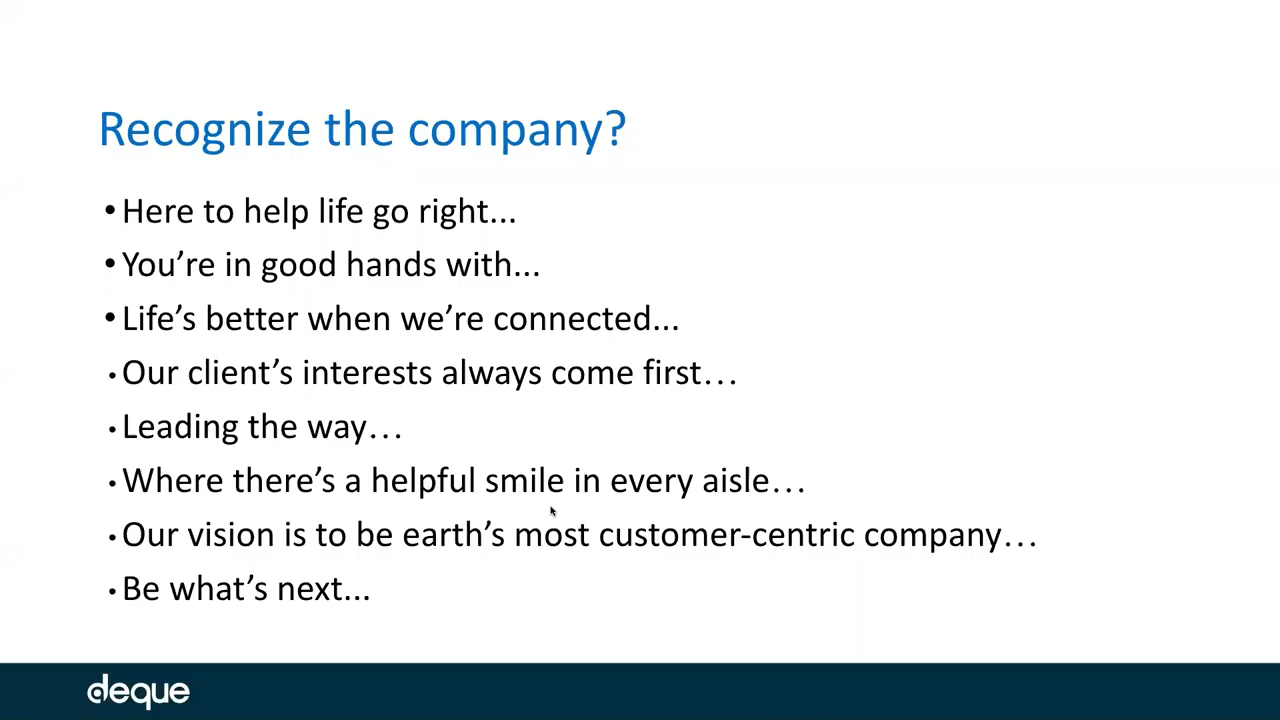 Recognize the company?
• Here to help life go right...
• You’re in good hands with...
• Life’s better when we’re connected...
• Our client’s interests always come first…
• Leading the way…
• Where there’s a helpful smile in every aisle…
• Our vision is to be earth’s most customer-centric company…
• Be what’s next...
deque